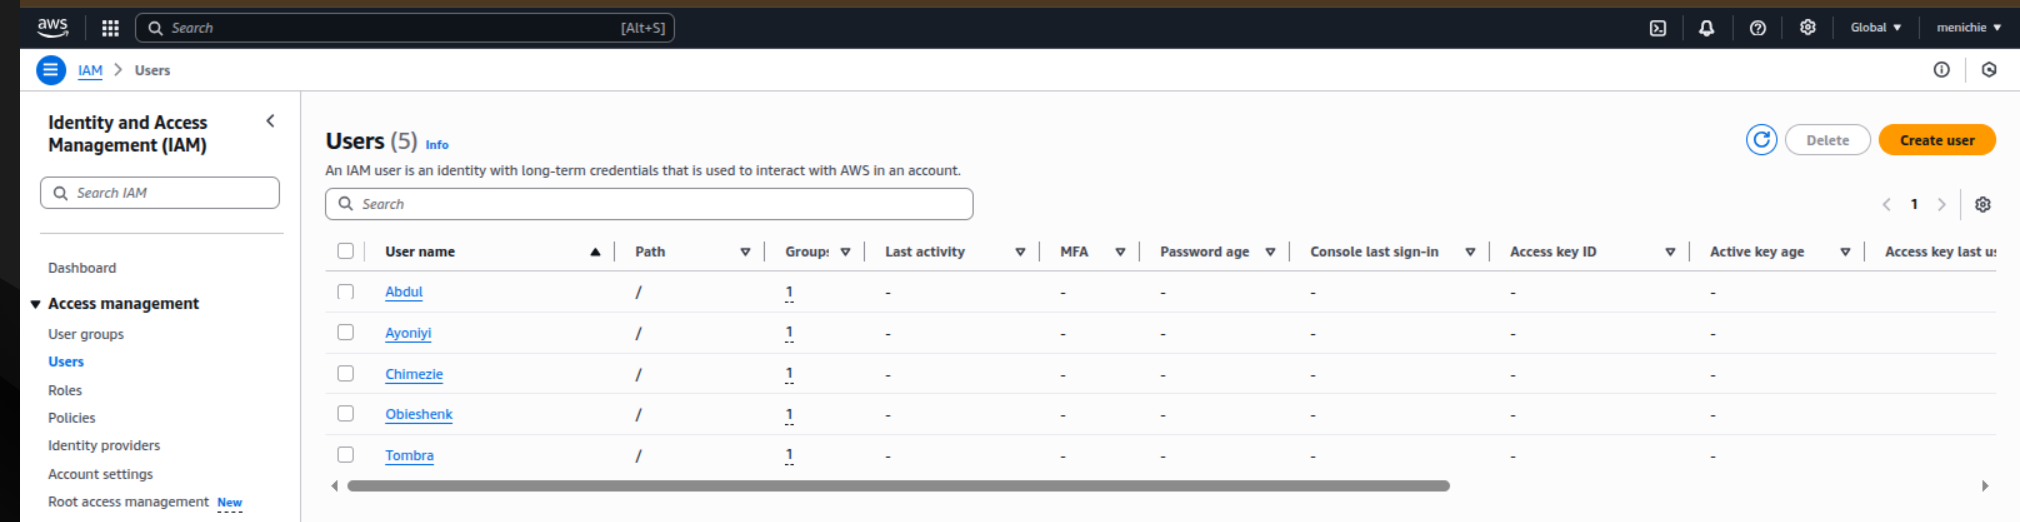 aws Search [Alt+S] Global menichie
IAM > Users
Identity and Access Management (IAM)
Search IAM
Dashboard
Access management
User groups
Users
Roles
Policies
Identity providers
Account settings
Root access management New
Users (5) Info
Delete
Create user
An IAM user is an identity with long-term credentials that is used to interact with AWS in an account.
Search
1
User name Path Groups Last activity MFA Password age Console last sign-in Access key ID Active key age Access key last us
Abdul / 1 - - - - - -
Ayoniyi / 1 - - - - - -
Chimezie / 1 - - - - - -
Obieshenk / 1 - - - - - -
Tombra / 1 - - - - - -